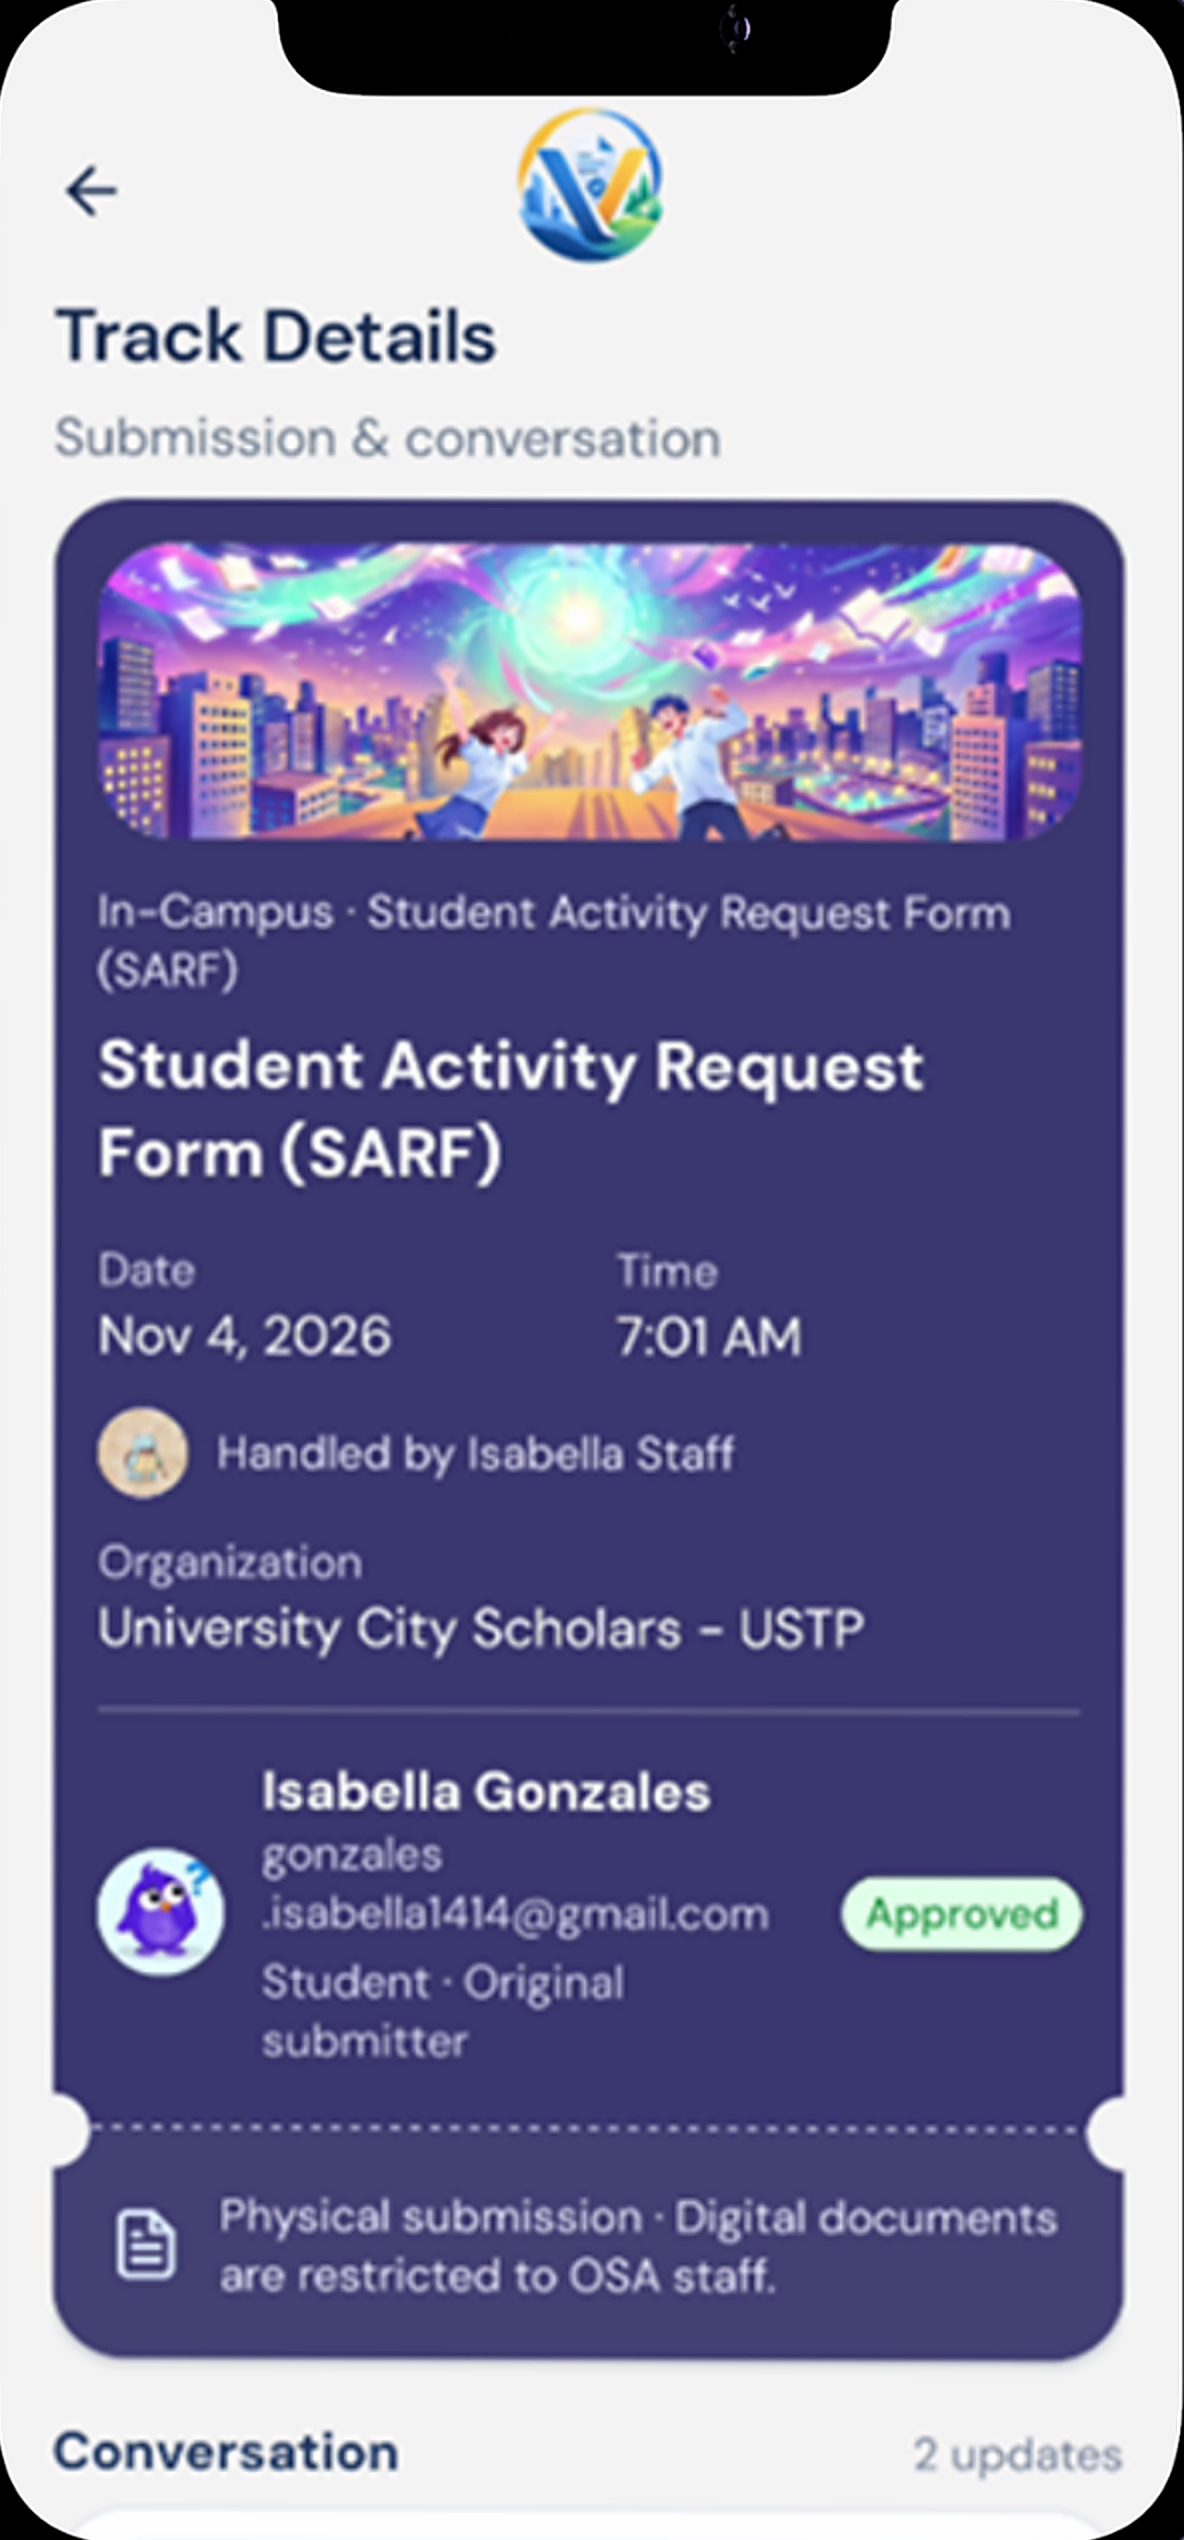 Track Details
Submission & conversation
In-Campus · Student Activity Request Form
(SARF)
Student Activity Request
Form (SARF)
Date
Time
Nov 4, 2026
7:01 AM
Handled by Isabella Staff
Organization
University City Scholars - USTP
Isabella Gonzales
gonzales
.isabella1414@gmail.com
Approved
Student · Original
submitter
Physical submission · Digital documents
are restricted to OSA staff.
Conversation
2 updates